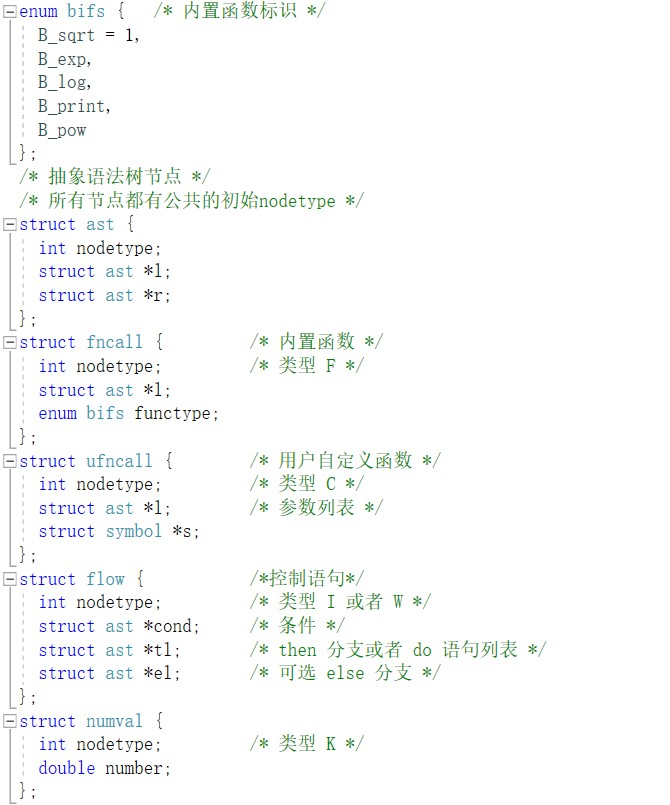 enum bifs {   /* 内置函数标识 */
  B_sqrt = 1,
  B_exp,
  B_log,
  B_print,
  B_pow
};
/* 抽象语法树节点 */
/* 所有节点都有公共的初始nodetype */
struct ast {
  int nodetype;
  struct ast *l;
  struct ast *r;
};
struct fncall {         /* 内置函数 */
  int nodetype;         /* 类型 F */
  struct ast *l;
  enum bifs functype;
};
struct ufncall {        /* 用户自定义函数 */
  int nodetype;         /* 类型 C */
  struct ast *l;        /* 参数列表 */
  struct symbol *s;
};
struct flow {           /*控制语句*/
  int nodetype;         /* 类型 I 或者 W */
  struct ast *cond;     /* 条件 */
  struct ast *tl;       /* then 分支或者 do 语句列表 */
  struct ast *el;       /* 可选 else 分支 */
};
struct numval {
  int nodetype;         /* 类型 K */
  double number;
};